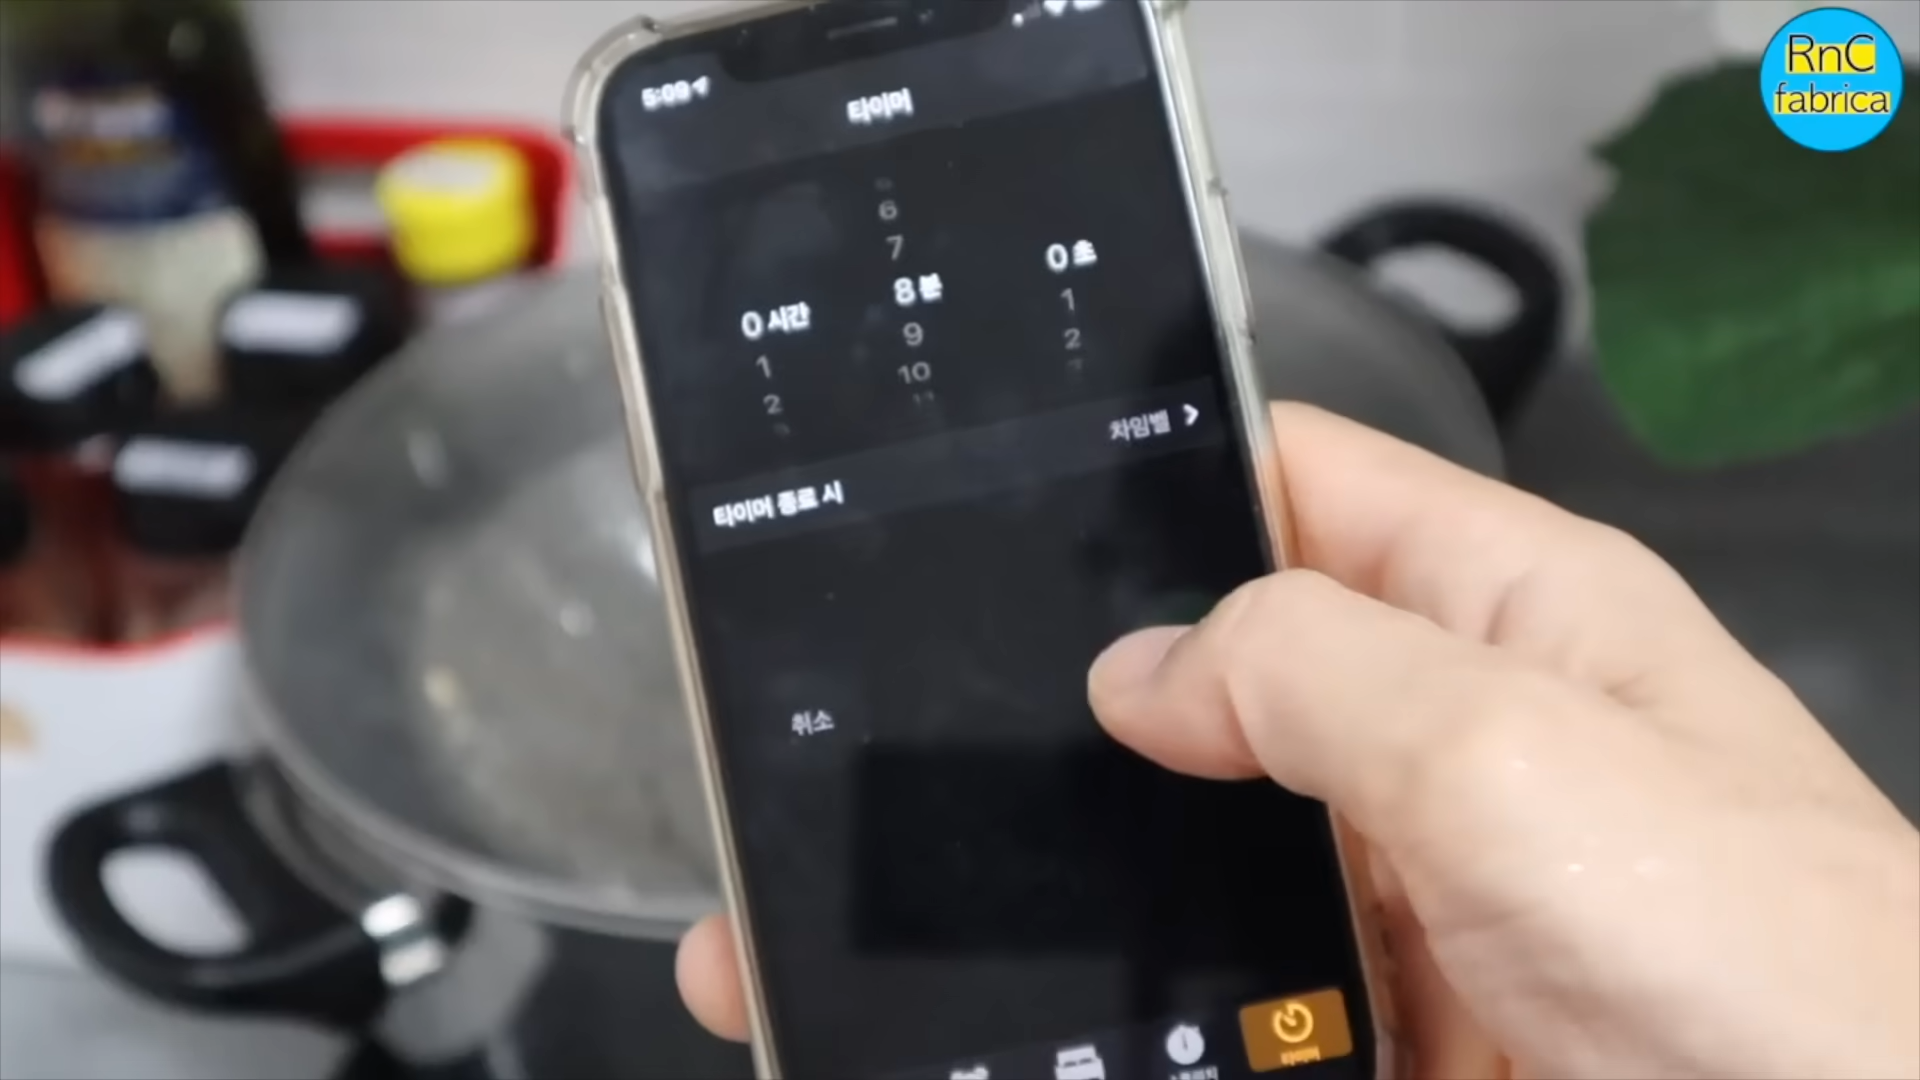 RnC
fabrica
5:09
타이머
6
7
0 시간 8 분 0 초
1 9 1
2 10 2
11
차임벨
타이머 종료 시
취소
타이머